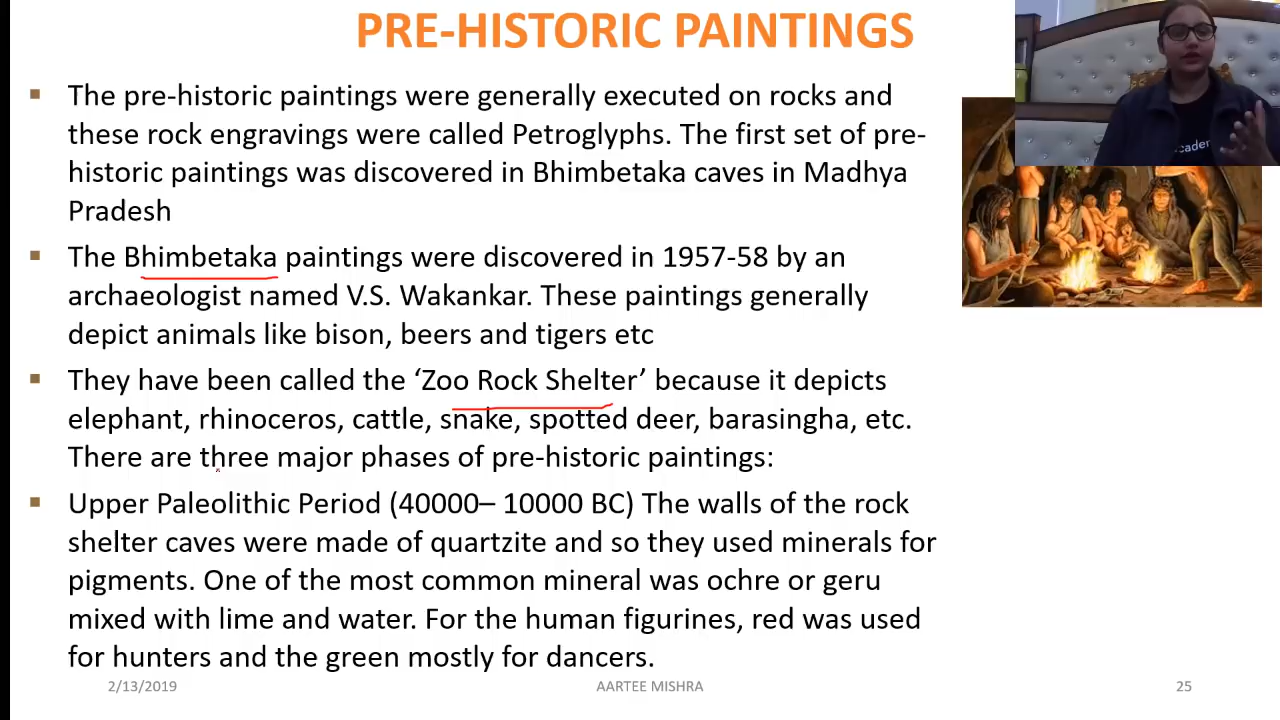 PRE-HISTORIC PAINTINGS
▪ The pre-historic paintings were generally executed on rocks and
these rock engravings were called Petroglyphs. The first set of pre-
historic paintings was discovered in Bhimbetaka caves in Madhya
Pradesh
▪ The Bhimbetaka paintings were discovered in 1957-58 by an
archaeologist named V.S. Wakankar. These paintings generally
depict animals like bison, beers and tigers etc
▪ They have been called the ‘Zoo Rock Shelter’ because it depicts
elephant, rhinoceros, cattle, snake, spotted deer, barasingha, etc.
There are three major phases of pre-historic paintings:
▪ Upper Paleolithic Period (40000– 10000 BC) The walls of the rock
shelter caves were made of quartzite and so they used minerals for
pigments. One of the most common mineral was ochre or geru
mixed with lime and water. For the human figurines, red was used
for hunters and the green mostly for dancers.
2/13/2019
AARTEE MISHRA
25